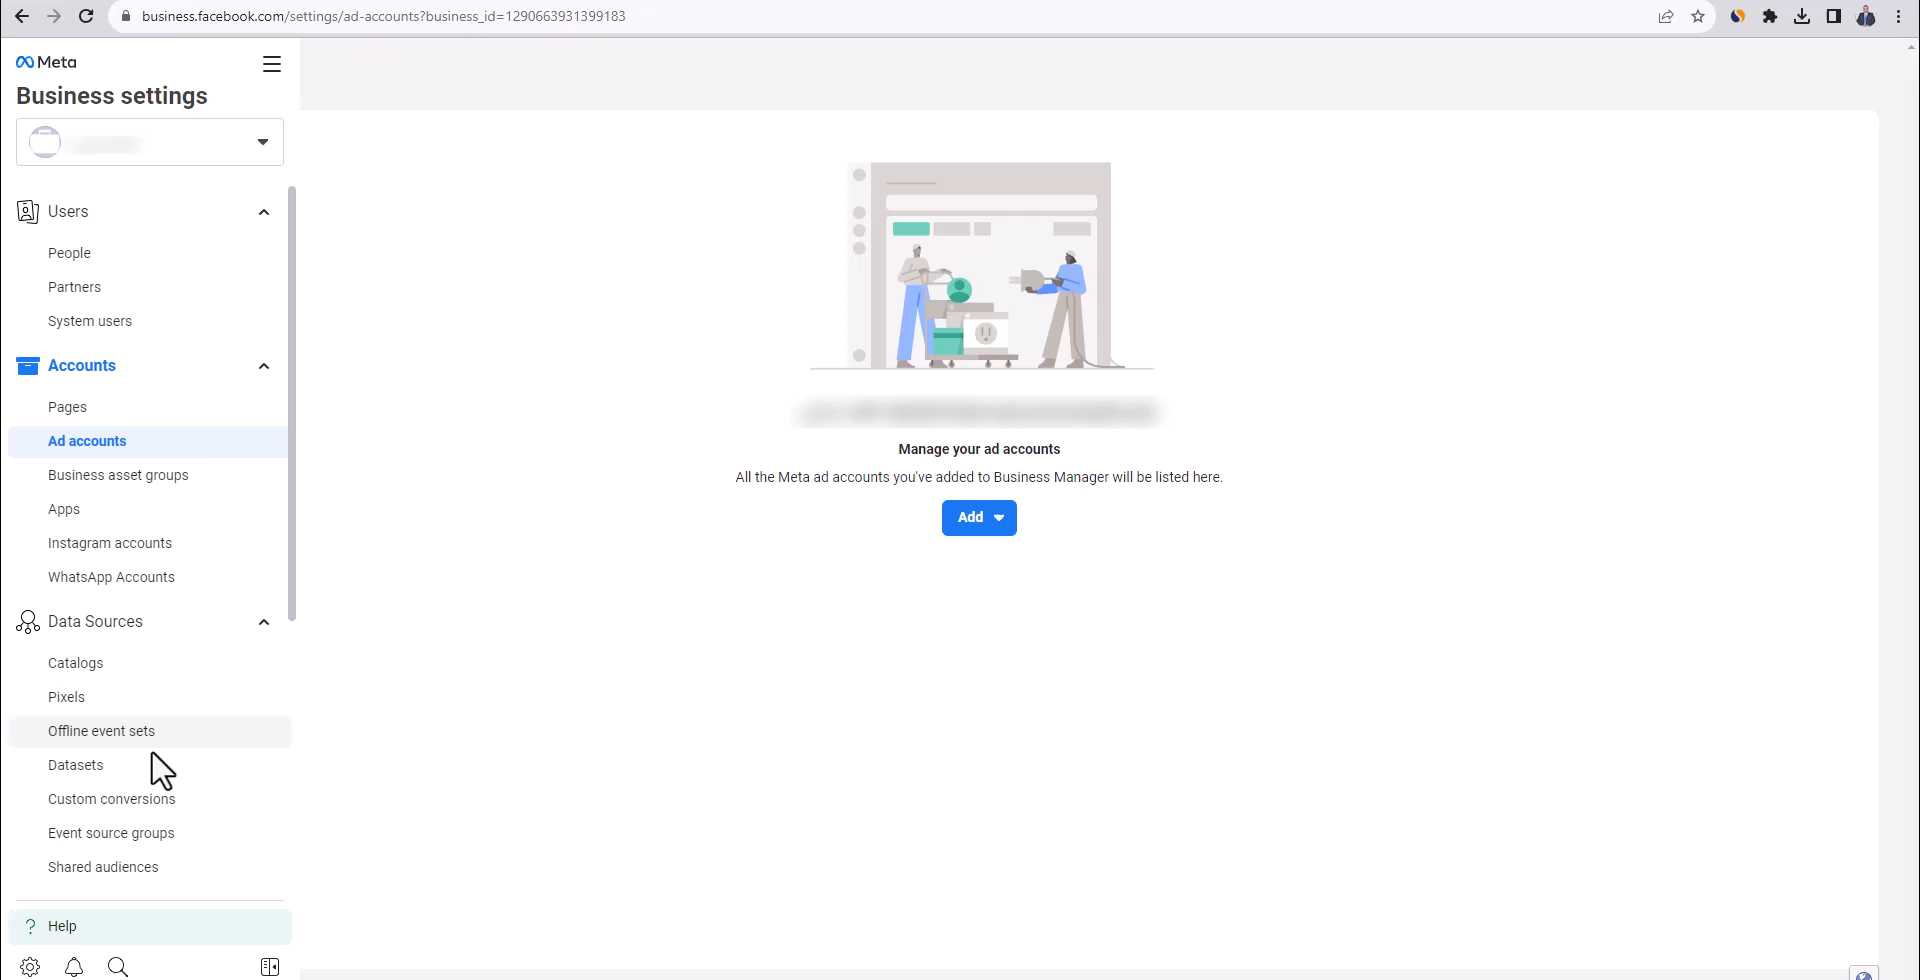 business.facebook.com/settings/ad-accounts?business_id=1290663931399183
Meta
Business settings
Users
People
Partners
System users
Accounts
Pages
Ad accounts
Business asset groups
Apps
Instagram accounts
WhatsApp Accounts
Data Sources
Catalogs
Pixels
Offline event sets
Datasets
Custom conversions
Event source groups
Shared audiences
? Help
Manage your ad accounts
All the Meta ad accounts you've added to Business Manager will be listed here.
Add